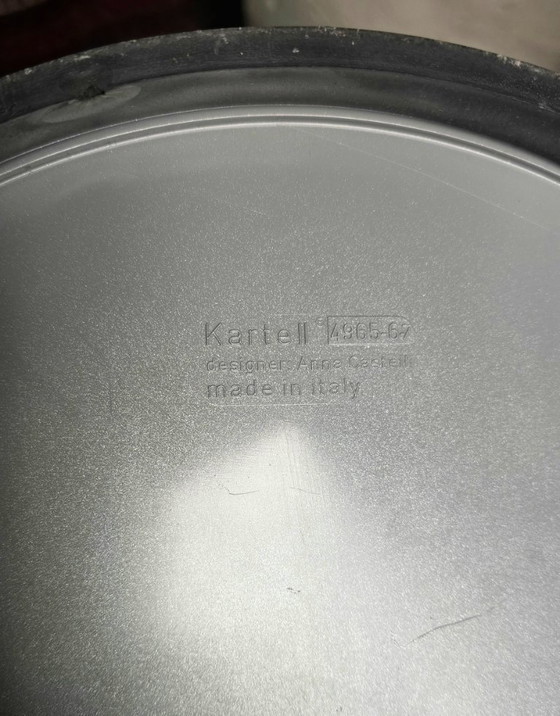 Kartell 4965-67
designer: Anna Castelli
made in italy